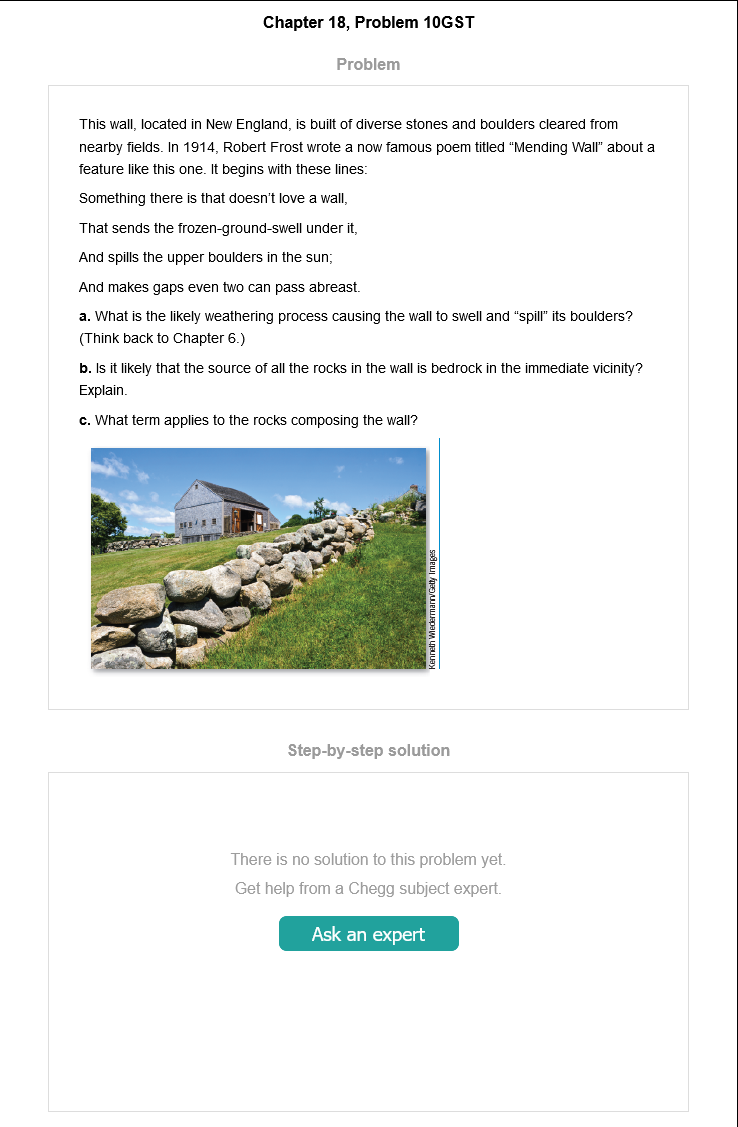 Chapter 18, Problem 10GST
Problem
This wall, located in New England, is built of diverse stones and boulders cleared from
nearby fields. In 1914, Robert Frost wrote a now famous poem titled “Mending Wall” about a
feature like this one. It begins with these lines:
Something there is that doesn’t love a wall,
That sends the frozen-ground-swell under it,
And spills the upper boulders in the sun;
And makes gaps even two can pass abreast.
a. What is the likely weathering process causing the wall to swell and “spill” its boulders?
(Think back to Chapter 6.)
b. Is it likely that the source of all the rocks in the wall is bedrock in the immediate vicinity?
Explain.
c. What term applies to the rocks composing the wall?
Kenneth Wiedermann/Getty Images
Step-by-step solution
There is no solution to this problem yet.
Get help from a Chegg subject expert.
Ask an expert